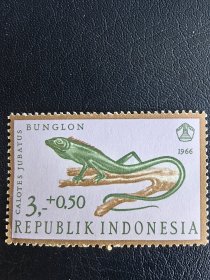 BUNGLON
CALOTES JUBATUS
1966
3,-+0,50
REPUBLIK INDONESIA